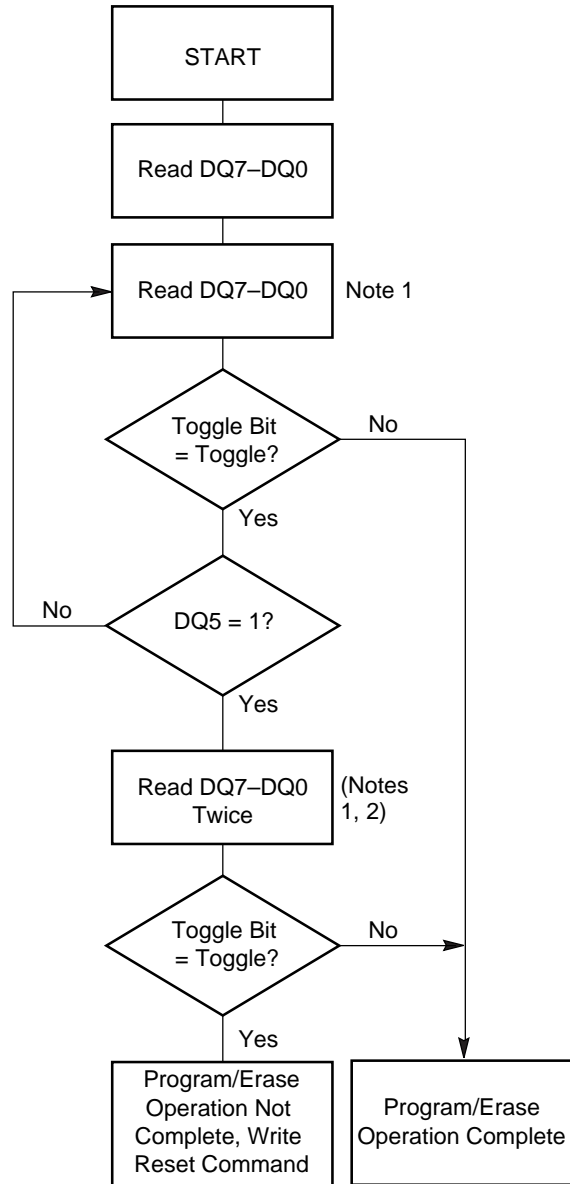 START
Read DQ7–DQ0
Read DQ7–DQ0
Note 1
Toggle Bit
= Toggle?
No
Yes
DQ5 = 1?
No
Yes
Read DQ7–DQ0
Twice
(Notes
1, 2)
Toggle Bit
= Toggle?
No
Yes
Program/Erase
Operation Not
Complete, Write
Reset Command
Program/Erase
Operation Complete